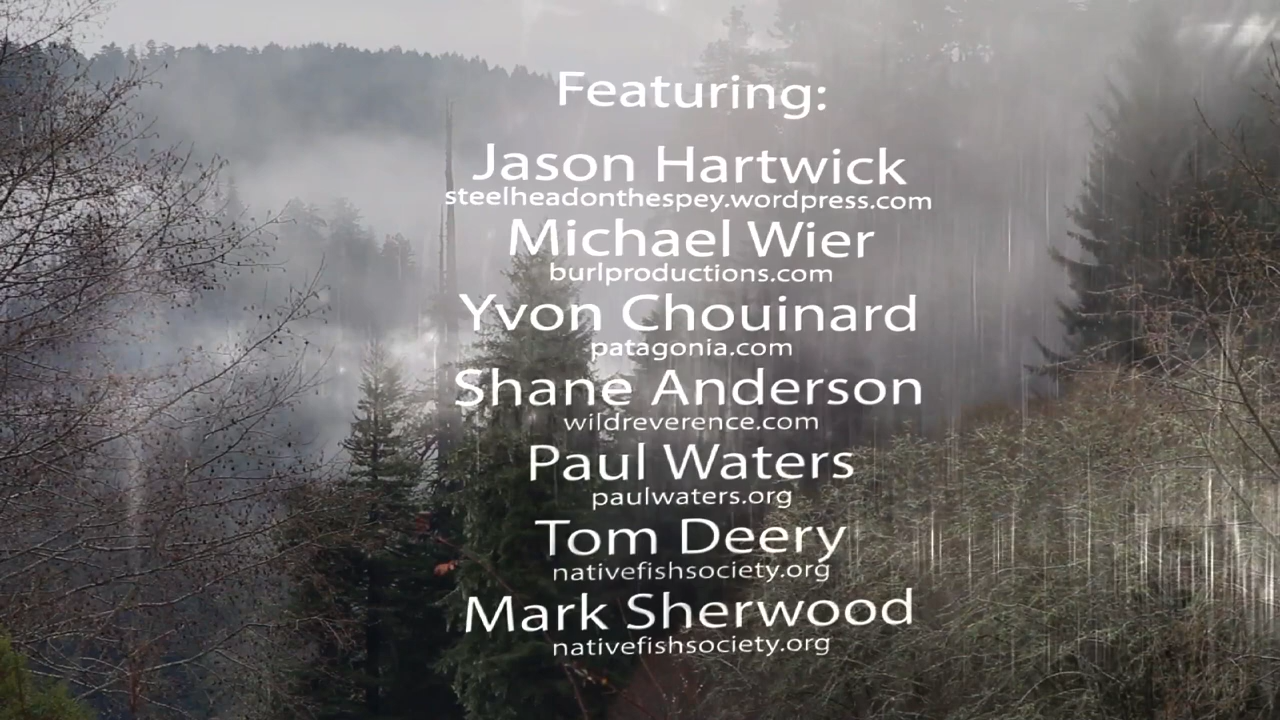 Featuring:
Jason Hartwick
steelheadonthespey.wordpress.com
Michael Wier
burlproductions.com
Yvon Chouinard
patagonia.com
Shane Anderson
wildreverence.com
Paul Waters
paulwaters.org
Tom Deery
nativefishsociety.org
Mark Sherwood
nativefishsociety.org